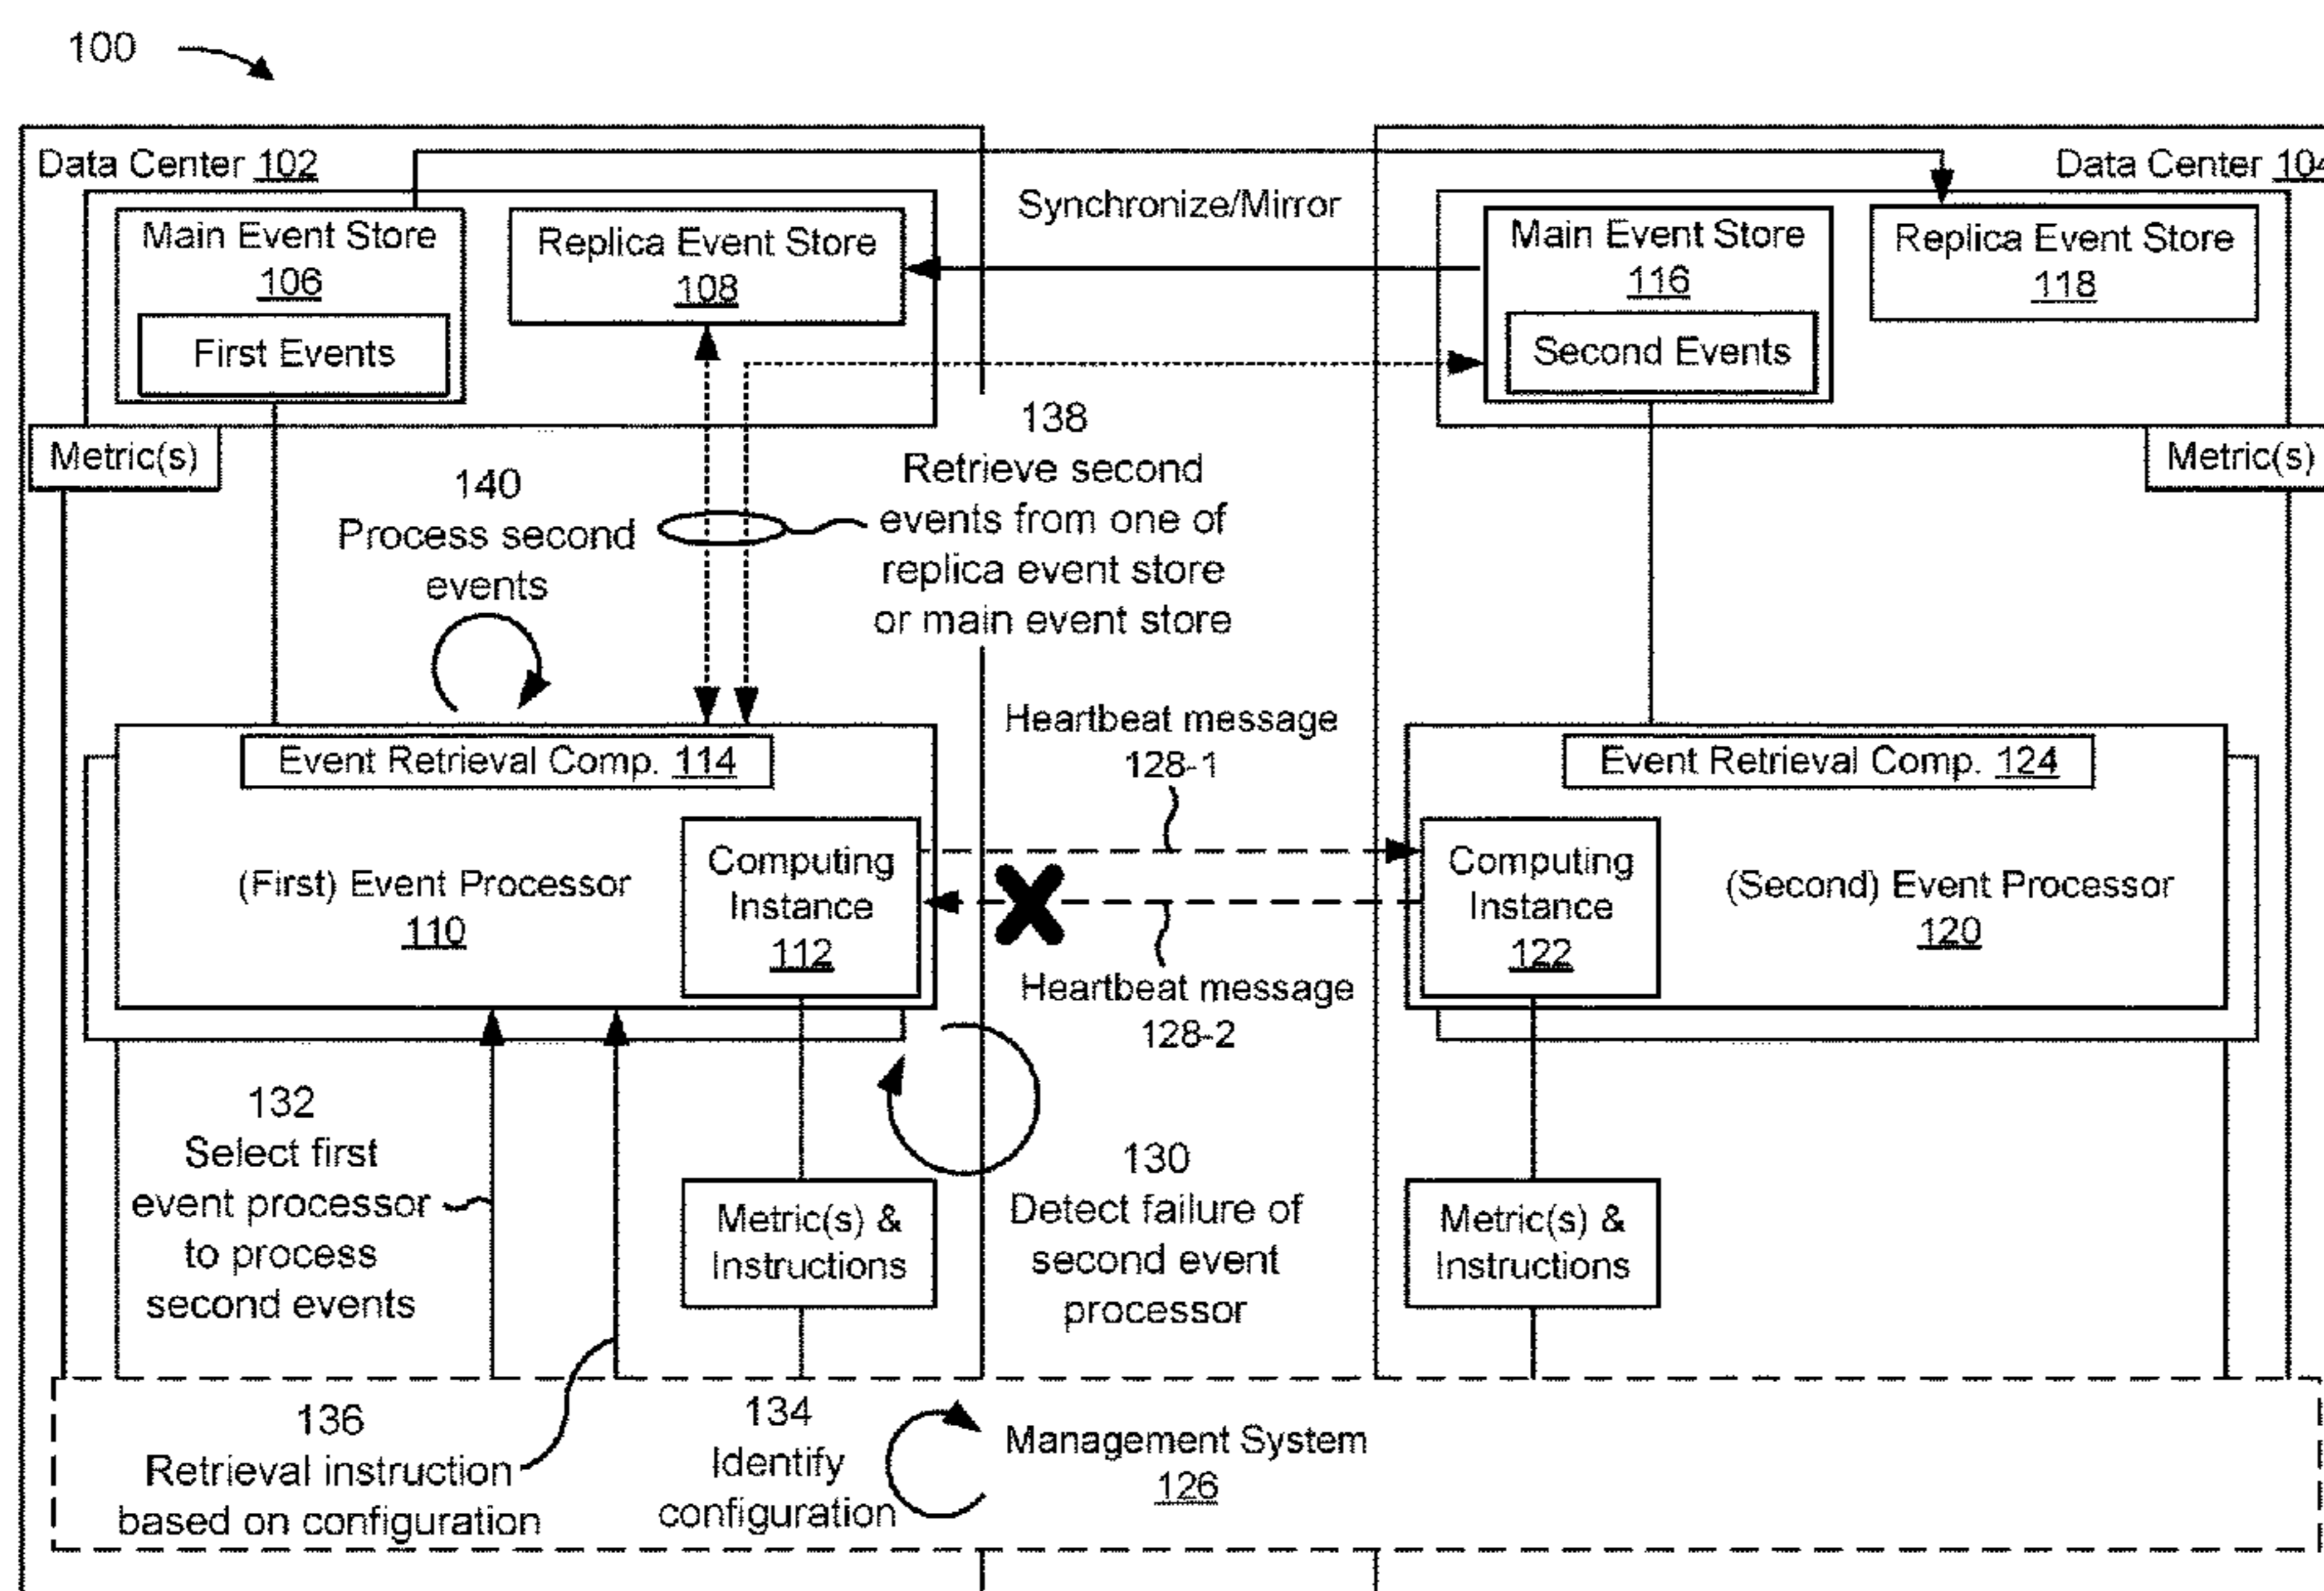 100
Data Center 102
Data Center 104
Synchronize/Mirror
Main Event Store
106
First Events
Replica Event Store
108
Main Event Store
116
Second Events
Replica Event Store
118
Metric(s)
Metric(s)
138
Retrieve second
events from one of
replica event store
or main event store
140
Process second
events
Event Retrieval Comp. 114
(First) Event Processor
110
Computing
Instance
112
Heartbeat message
128-1
Heartbeat message
128-2
Event Retrieval Comp. 124
Computing
Instance
122
(Second) Event Processor
120
132
Select first
event processor
to process
second events
Metric(s) &
Instructions
130
Detect failure of
second event
processor
Metric(s) &
Instructions
136
Retrieval instruction
based on configuration
134
Identify
configuration
Management System
126